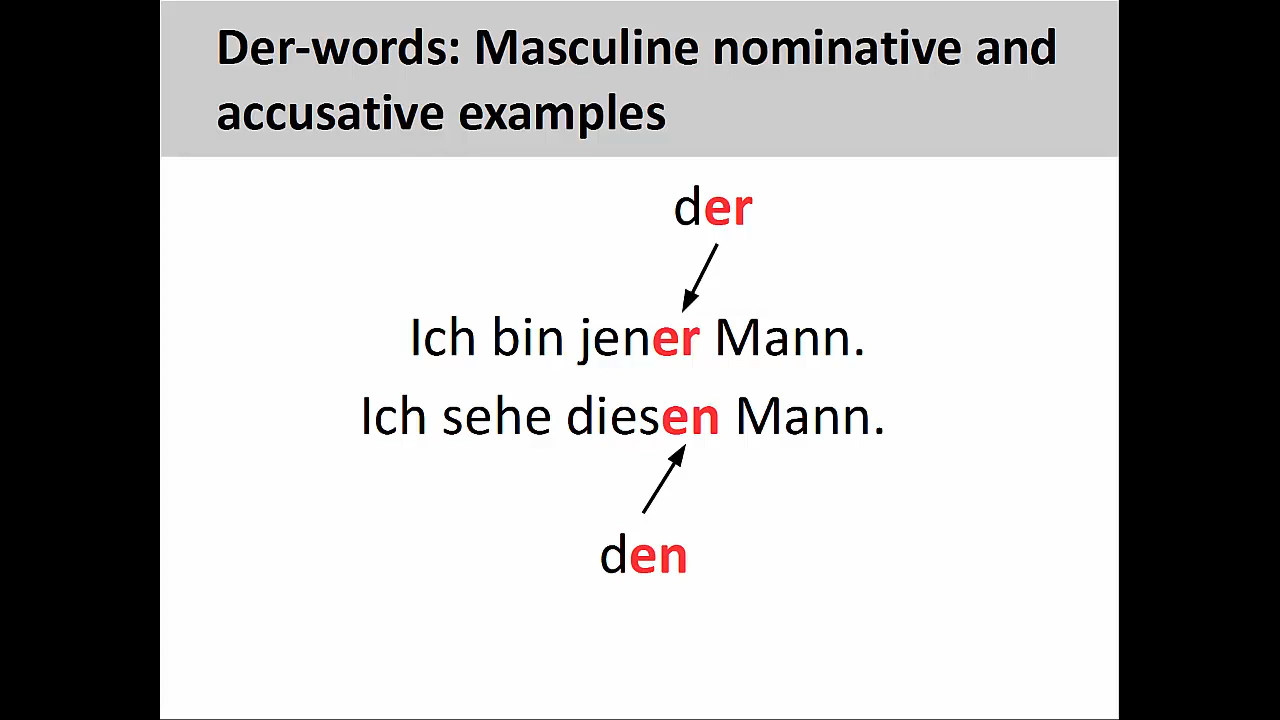 Der-words: Masculine nominative and
accusative examples
der
Ich bin jener Mann.
Ich sehe diesen Mann.
den